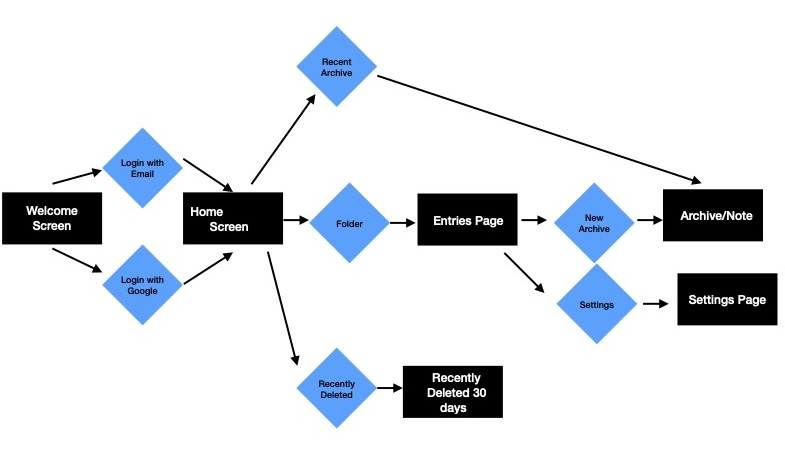 Recent
Archive
Login with
Email
Welcome
Screen
Home
Screen
Folder
Entries Page
New
Archive
Archive/Note
Login with
Google
Settings
Settings Page
Recently
Deleted
Recently
Deleted 30
days